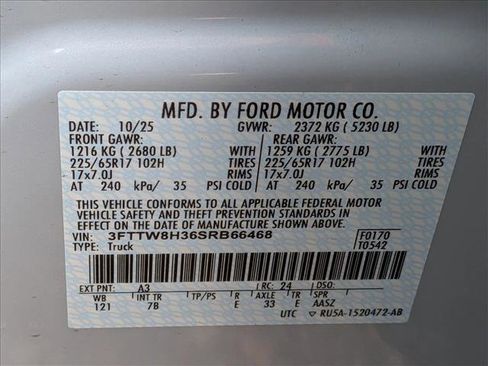 MFD. BY FORD MOTOR CO.
DATE: 10/25 GVWR: 2372 KG ( 5230 LB)
FRONT GAWR: REAR GAWR:
1216 KG ( 2680 LB) 1259 KG ( 2775 LB)
225/65R17 102H TIRES 225/65R17 102H TIRES
17x7.0J RIMS 17x7.0J RIMS
AT 240 kPa/ 35 PSI COLD AT 240 kPa/ 35 PSI COLD
THIS VEHICLE CONFORMS TO ALL APPLICABLE FEDERAL MOTOR
VEHICLE SAFETY BUMPER, AND THEFT PREVENTION STANDARDS IN
EFFECT ON THE DATE OF MANUFACTURE SHOWN ABOVE.
VIN: 3FTTW8H36SRB66468 F0170
TYPE: Truck T0542
EXT PNT: A3 RC: 24 DSO:
WB INT TR TP/PS R AXLE TR SPR
121 7B E 33 E AASZ
UTC RU5A-1520472-AB